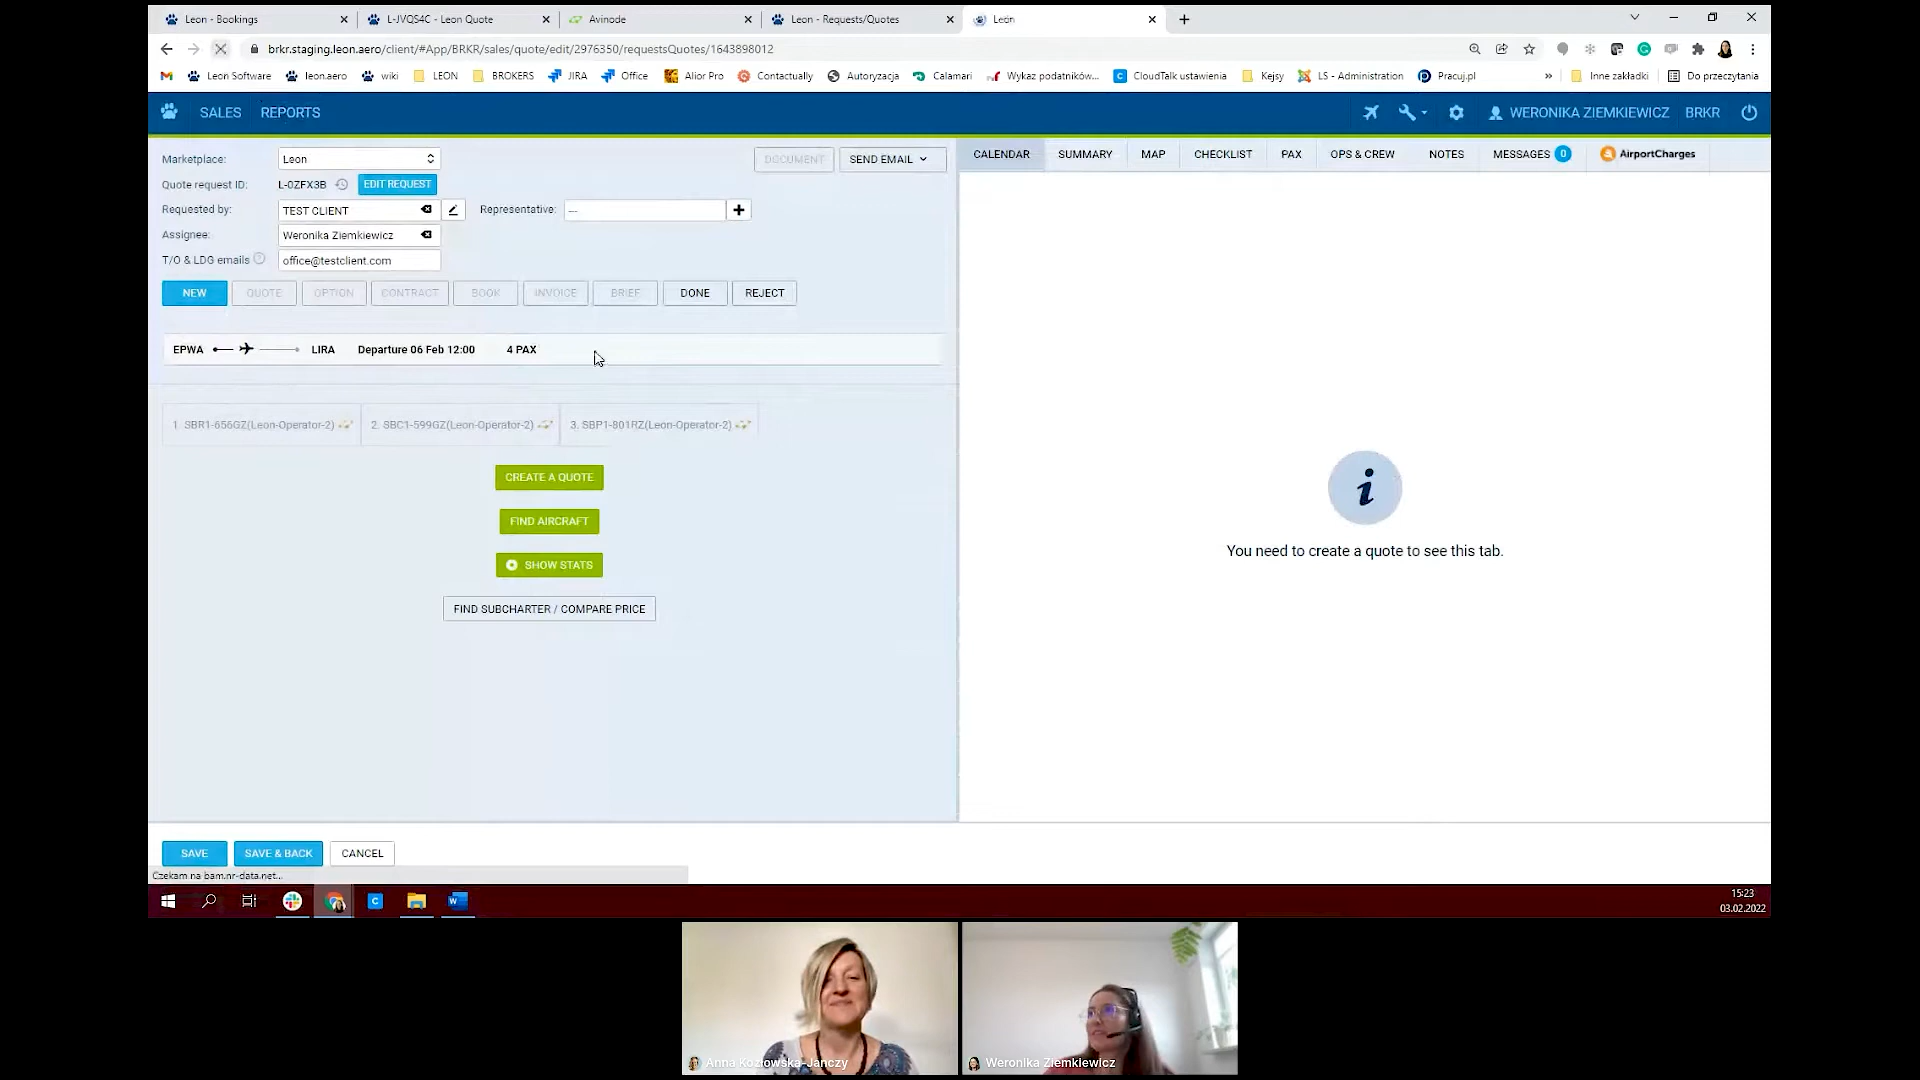 Leon - Bookings
L-JVQS4C - Leon Quote
Avinode
Leon - Requests/Quotes
Leon
brkr.staging.leon.aero/client/#App/BRKR/sales/quote/edit/2976350/requestsQuotes/1643898012
Leon Software
leon.aero
wiki
LEON
BROKERS
JIRA
Office
Alior Pro
Contactually
Autoryzacja
Calamari
Wykaz podatników...
CloudTalk ustawienia
Kejsy
LS - Administration
Pracuj.pl
»
Inne zakładki
Do przeczytania
SALES
REPORTS
WERONIKA ZIEMKIEWICZ
BRKR
Marketplace:
Leon
DOCUMENT
SEND EMAIL
Quote request ID:
L-0ZFX3B
EDIT REQUEST
Requested by:
TEST CLIENT
Representative:
---
Assignee:
Weronika Ziemkiewicz
T/O & LDG emails
office@testclient.com
NEW
QUOTE
OPTION
CONTRACT
BOOK
INVOICE
BRIEF
DONE
REJECT
EPWA
LIRA
Departure 06 Feb 12:00
4 PAX
1. SBR1-656GZ(Leon-Operator-2)
2. SBC1-599GZ(Leon-Operator-2)
3. SBP1-801RZ(Leon-Operator-2)
CREATE A QUOTE
FIND AIRCRAFT
SHOW STATS
FIND SUBCHARTER / COMPARE PRICE
CALENDAR
SUMMARY
MAP
CHECKLIST
PAX
OPS & CREW
NOTES
MESSAGES 0
AirportCharges
You need to create a quote to see this tab.
SAVE
SAVE & BACK
CANCEL
Czekam na bam.nr-data.net...
15:23
03.02.2022
Anna Kozłowska-Janczy
Weronika Ziemkiewicz